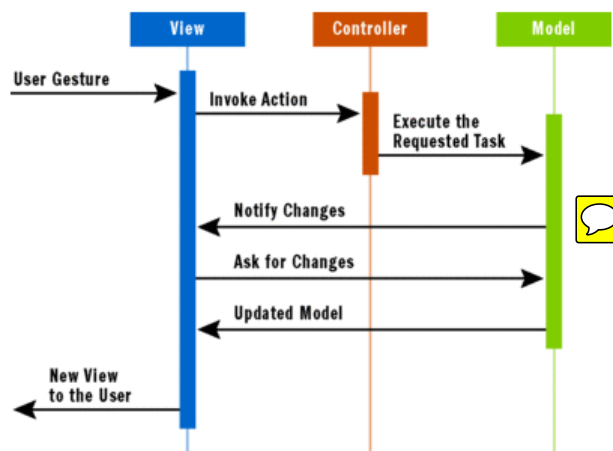 View
Controller
Model
User Gesture
Invoke Action
Execute the
Requested Task
Notify Changes
Ask for Changes
Updated Model
New View
to the User